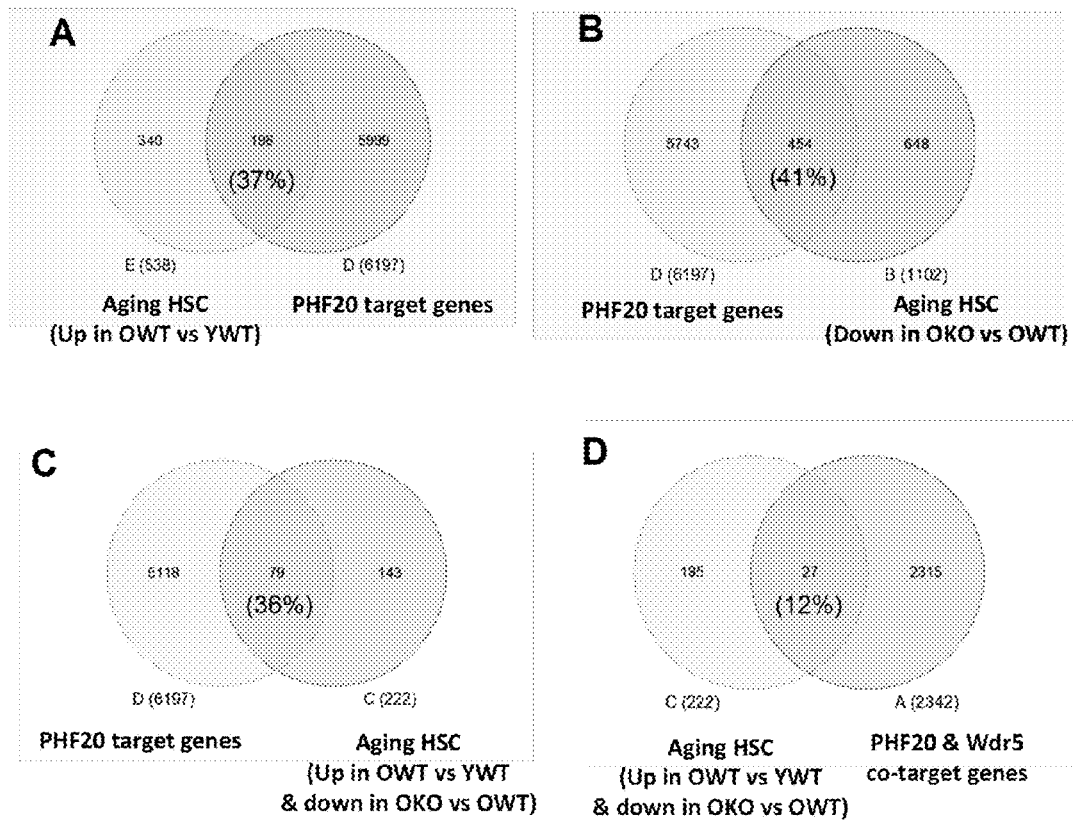 A
340
198
5999
(37%)
E (538)
D (6197)
Aging HSC
(Up in OWT vs YWT)
PHF20 target genes
B
5743
454
648
(41%)
D (6197)
B (1102)
PHF20 target genes
Aging HSC
(Down in OKO vs OWT)
C
6118
79
143
(36%)
D (6197)
C (222)
PHF20 target genes
Aging HSC
(Up in OWT vs YWT
& down in OKO vs OWT)
D
195
27
2315
(12%)
C (222)
A (2342)
Aging HSC
(Up in OWT vs YWT
& down in OKO vs OWT)
PHF20 & Wdr5
co-target genes